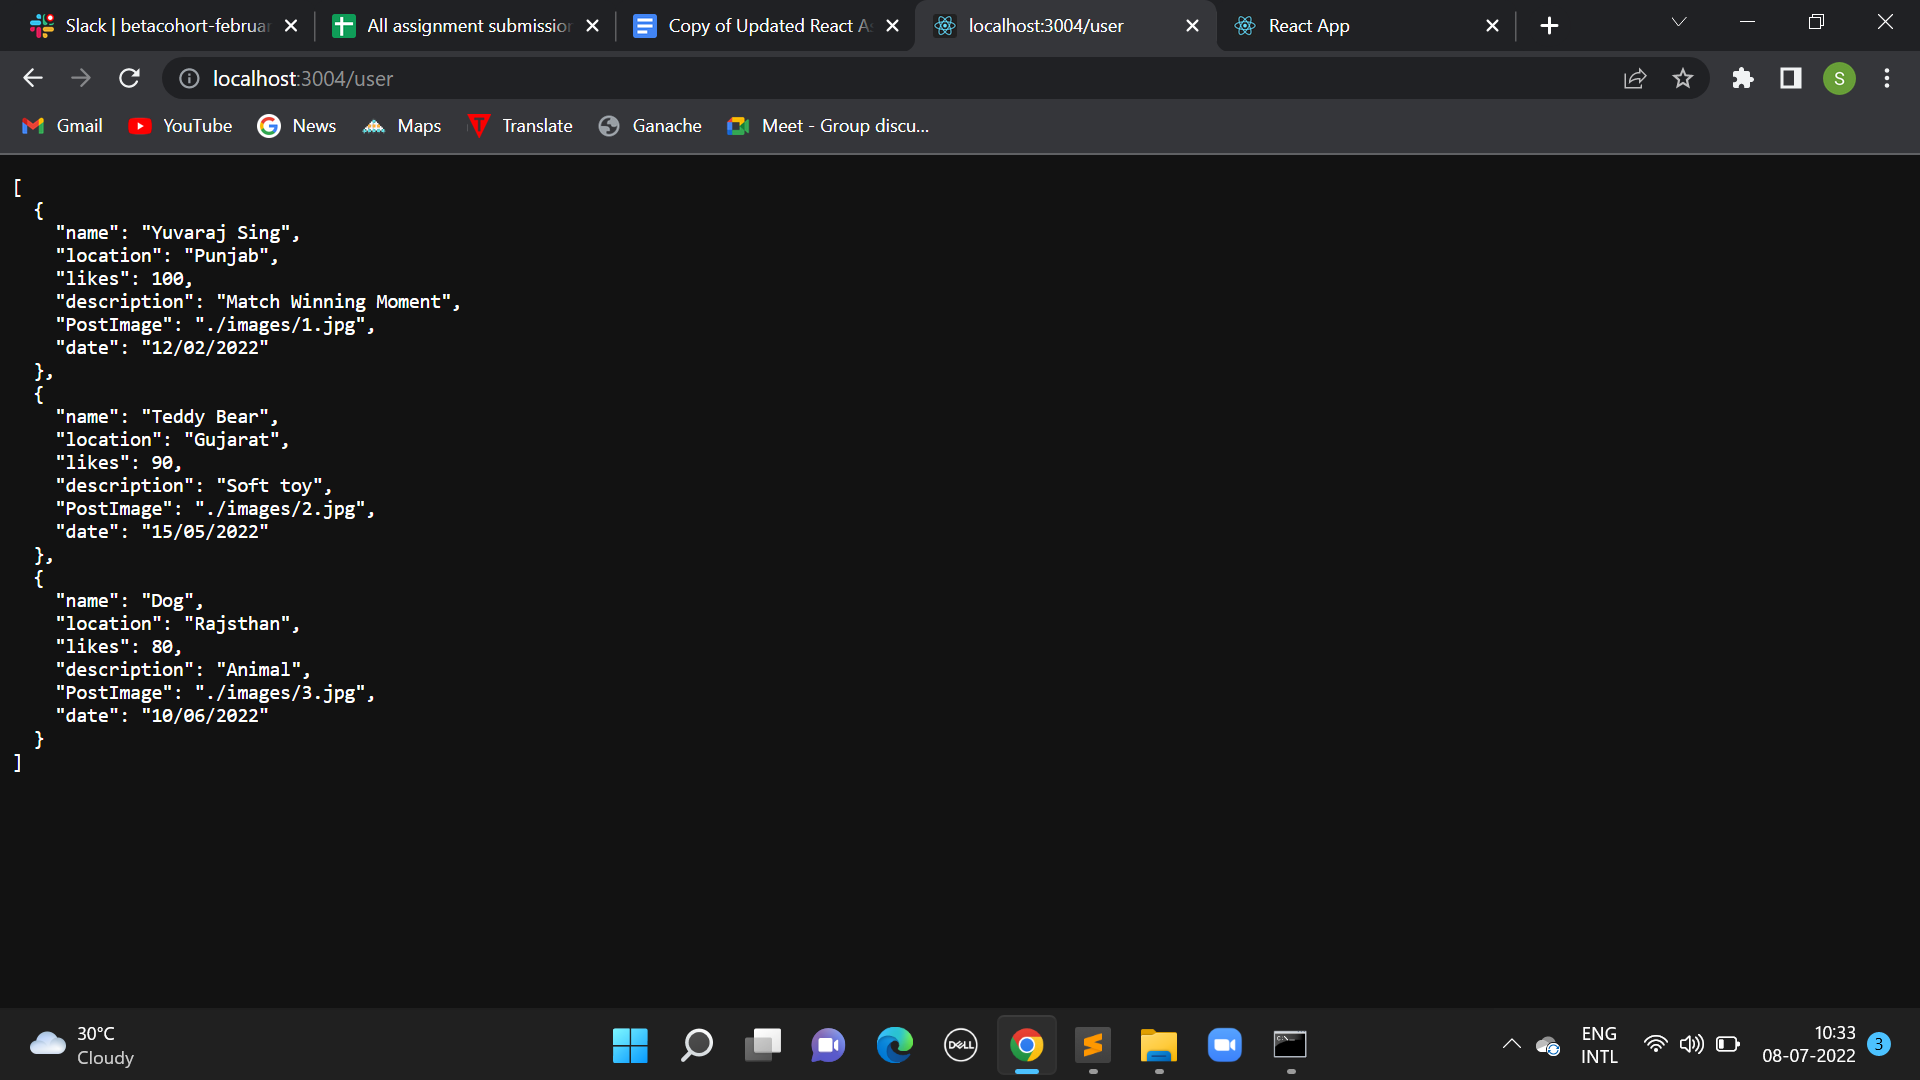 Slack | betacohort-februar
All assignment submission
Copy of Updated React As
localhost:3004/user
React App
localhost:3004/user
S
Gmail
YouTube
News
Maps
Translate
Ganache
Meet - Group discu...
[
  {
    "name": "Yuvaraj Sing",
    "location": "Punjab",
    "likes": 100,
    "description": "Match Winning Moment",
    "PostImage": "./images/1.jpg",
    "date": "12/02/2022"
  },
  {
    "name": "Teddy Bear",
    "location": "Gujarat",
    "likes": 90,
    "description": "Soft toy",
    "PostImage": "./images/2.jpg",
    "date": "15/05/2022"
  },
  {
    "name": "Dog",
    "location": "Rajsthan",
    "likes": 80,
    "description": "Animal",
    "PostImage": "./images/3.jpg",
    "date": "10/06/2022"
  }
]
30°C
Cloudy
DELL
ENG
INTL
10:33
08-07-2022
3